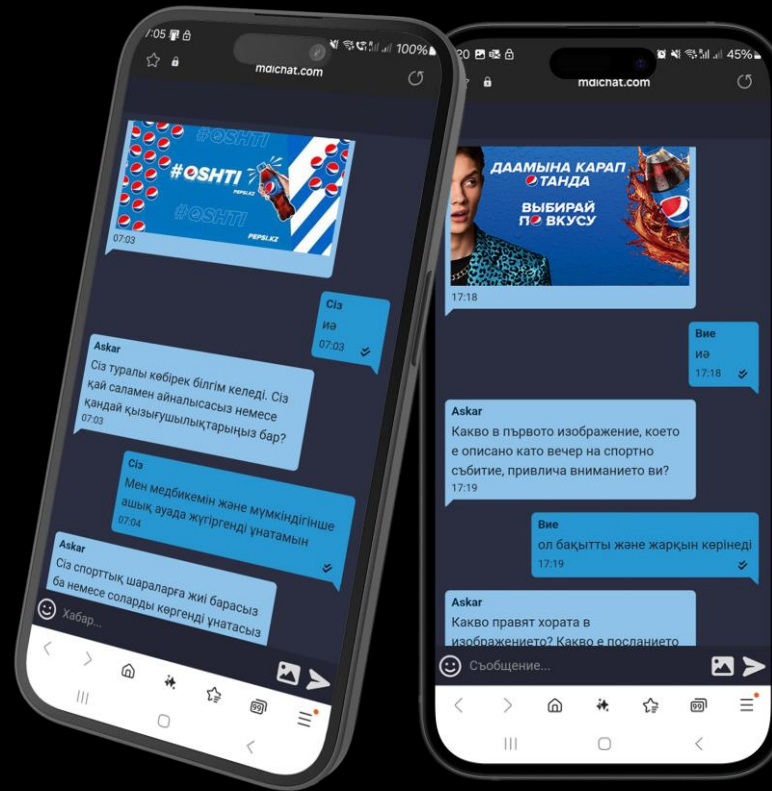 7:05
100%
mdichat.com
#QSHTI
#QSHTI
PEPSI.KZ
#QSHTI
PEPSI.KZ
07:03
Сіз
иә
07:03
Askar
Сіз туралы көбірек білгім келеді. Сіз
қай саламен айналысасыз немесе
қандай қызығушылықтарыңыз бар?
07:03
Сіз
Мен медбикемін және мүмкіндігінше
ашық ауада жүгіргенді ұнатамын
07:04
Askar
Сіз спорттық шараларға жиі барасыз
ба немесе соларды көргенді ұнатасыз
Хабар...
99
20
45%
mdichat.com
ДААМЫНА КАРАП
ТАНДА
ВЫБИРАЙ
ПО ВКУСУ
17:18
Вие
иә
17:18
Askar
Какво в първото изображение, което
е описано като вечер на спортно
събитие, привлича вниманието ви?
17:19
Вие
ол бақытты және жарқын көрінеді
17:19
Askar
Какво правят хората в
изображението? Какво е посланието
Съобщение...
99